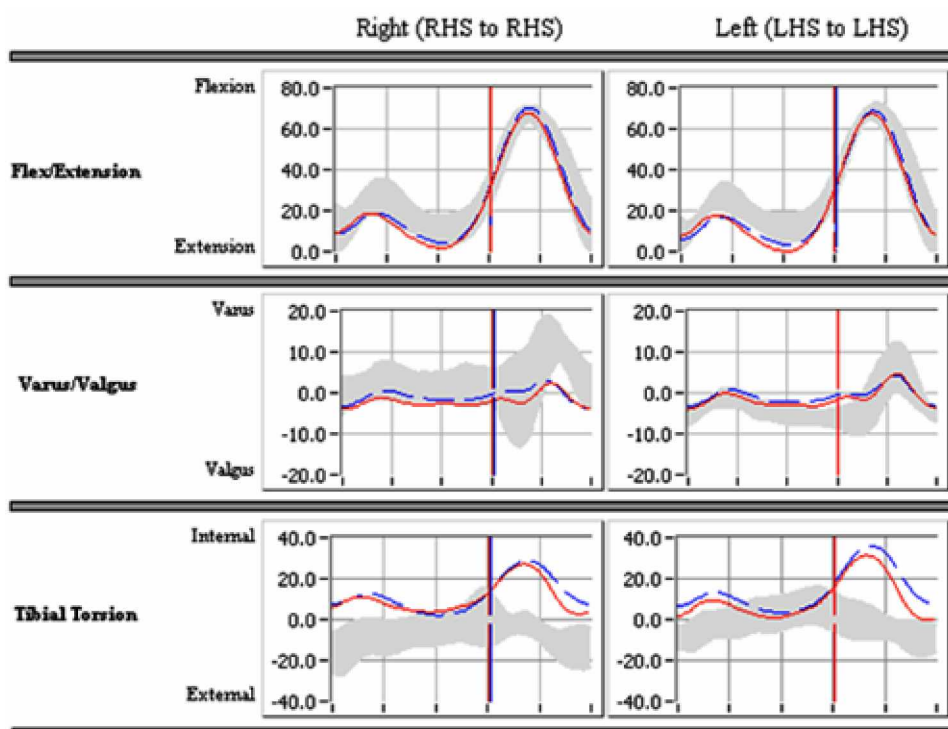 Right (RHS to RHS) Left (LHS to LHS)
Flexion 80.0 80.0
60.0 60.0
Flex/Extension 40.0 40.0
20.0 20.0
Extension 0.0 0.0
Varus 20.0 20.0
10.0 10.0
Varus/Valgus 0.0 0.0
-10.0 -10.0
Valgus -20.0 -20.0
Internal 40.0 40.0
20.0 20.0
Tibial Torsion 0.0 0.0
-20.0 -20.0
External -40.0 -40.0